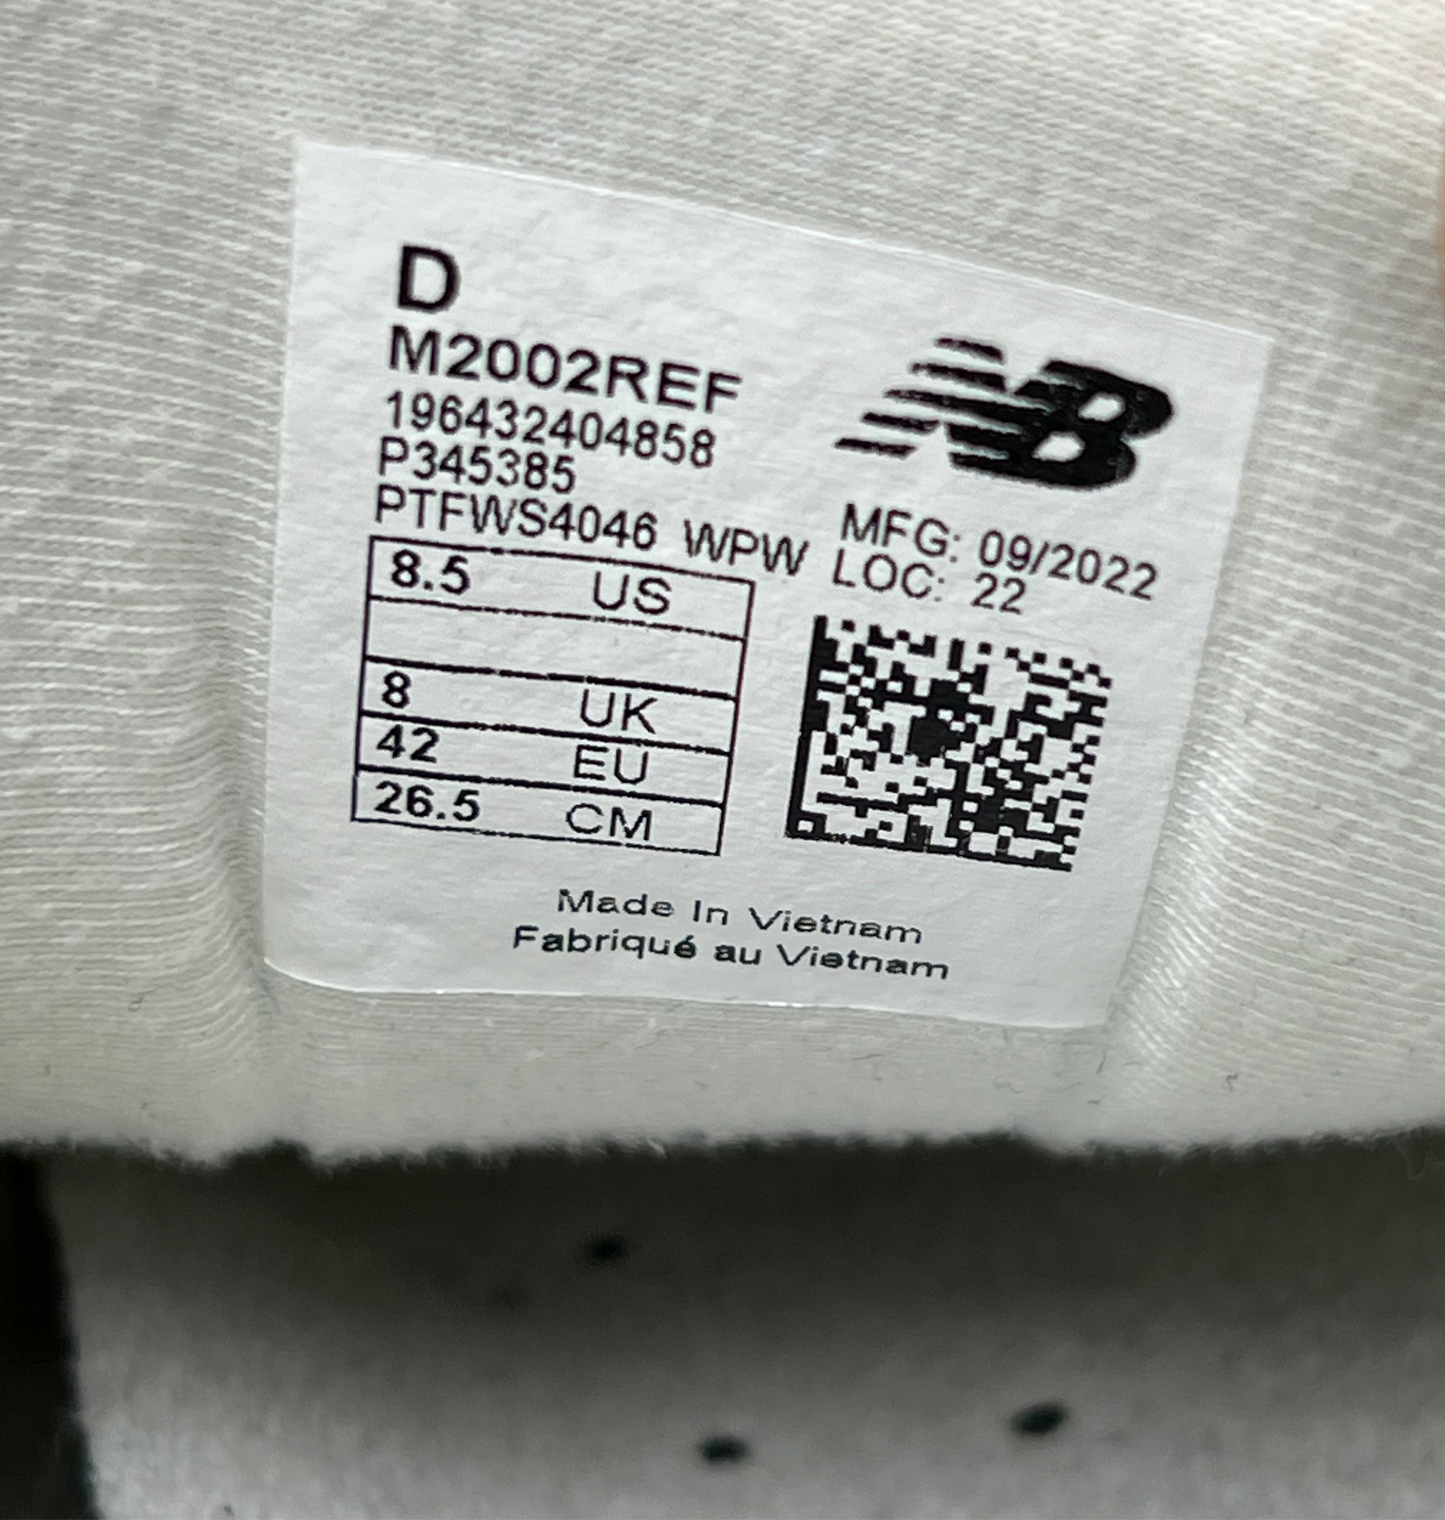 D
M2002REF
196432404858
P345385
PTFWS4046 WPW
NB
MFG: 09/2022
LOC: 22
8.5 US
8 UK
42 EU
26.5 CM
Made In Vietnam
Fabriqué au Vietnam